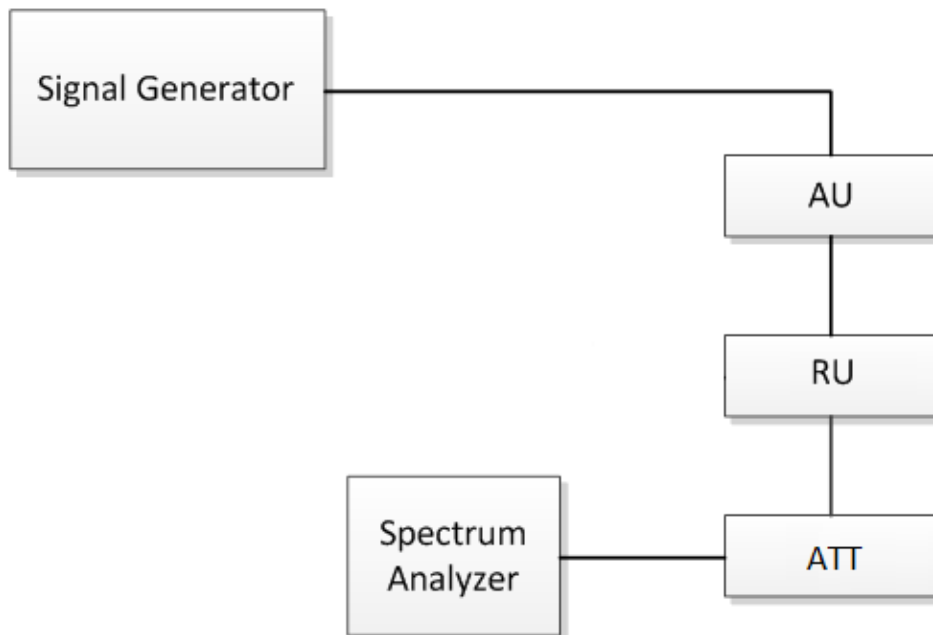 Signal Generator
AU
RU
Spectrum
Analyzer
ATT